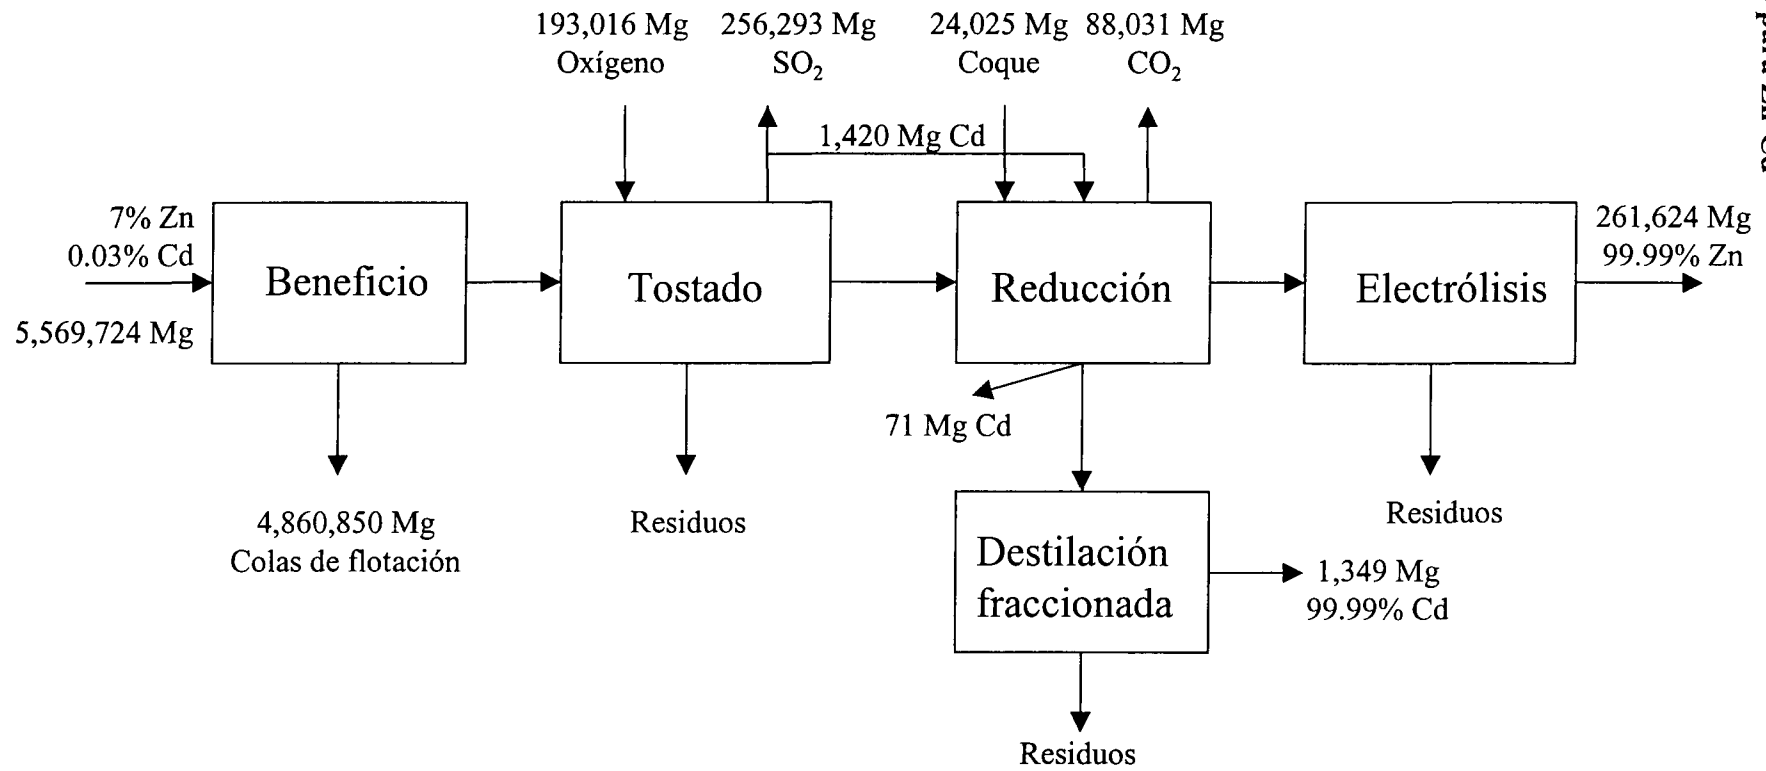 193,016 Mg
Oxígeno
256,293 Mg
SO₂
24,025 Mg
Coque
88,031 Mg
CO₂
1,420 Mg Cd
7% Zn
0.03% Cd
5,569,724 Mg
Beneficio
Tostado
Reducción
Electrólisis
261,624 Mg
99.99% Zn
71 Mg Cd
4,860,850 Mg
Colas de flotación
Residuos
Residuos
Destilación
fraccionada
1,349 Mg
99.99% Cd
Residuos
para Zn-Cd